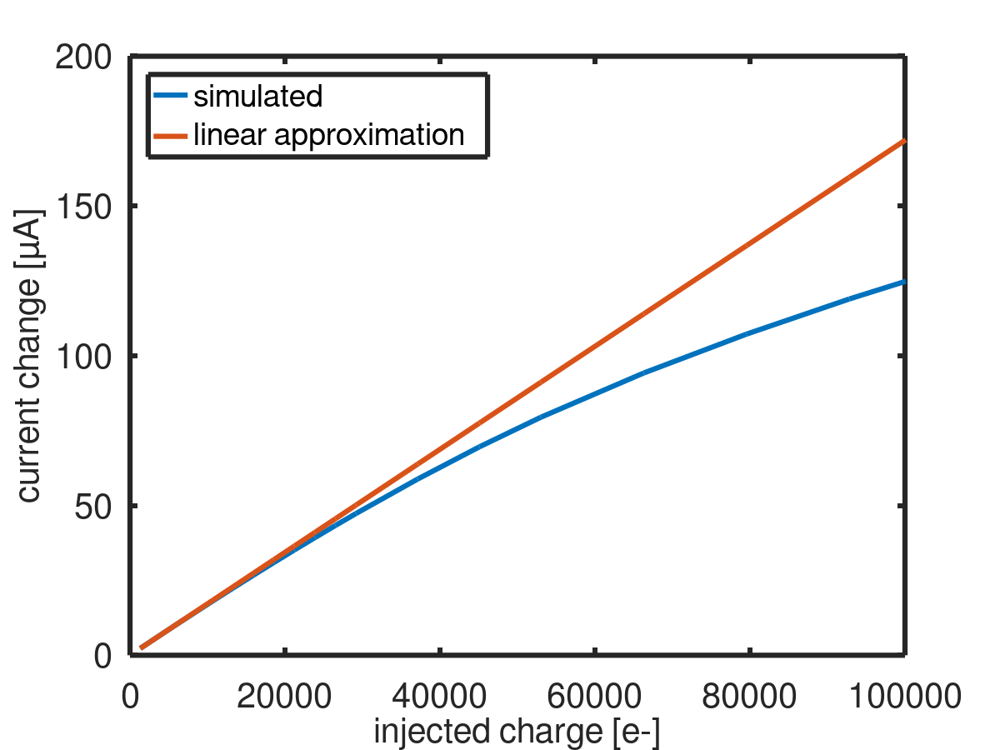 200
150
100
50
0
simulated
linear approximation
current change [µA]
0 20000 40000 60000 80000 100000
injected charge [e-]